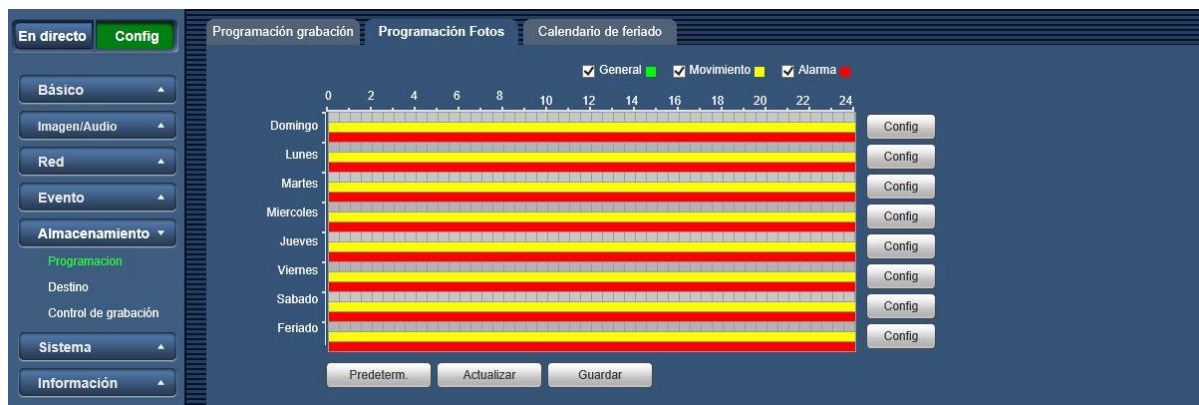 En directo Config
Programación grabación Programación Fotos Calendario de feriado
General Movimiento Alarma
Básico
0 2 4 6 8 10 12 14 16 18 20 22 24
Imagen/Audio
Domingo Config
Red
Lunes Config
Martes Config
Evento
Miercoles Config
Almacenamiento
Jueves Config
Programacion
Viernes Config
Destino
Sabado Config
Control de grabación
Feriado Config
Sistema
Predeterm. Actualizar Guardar
Información